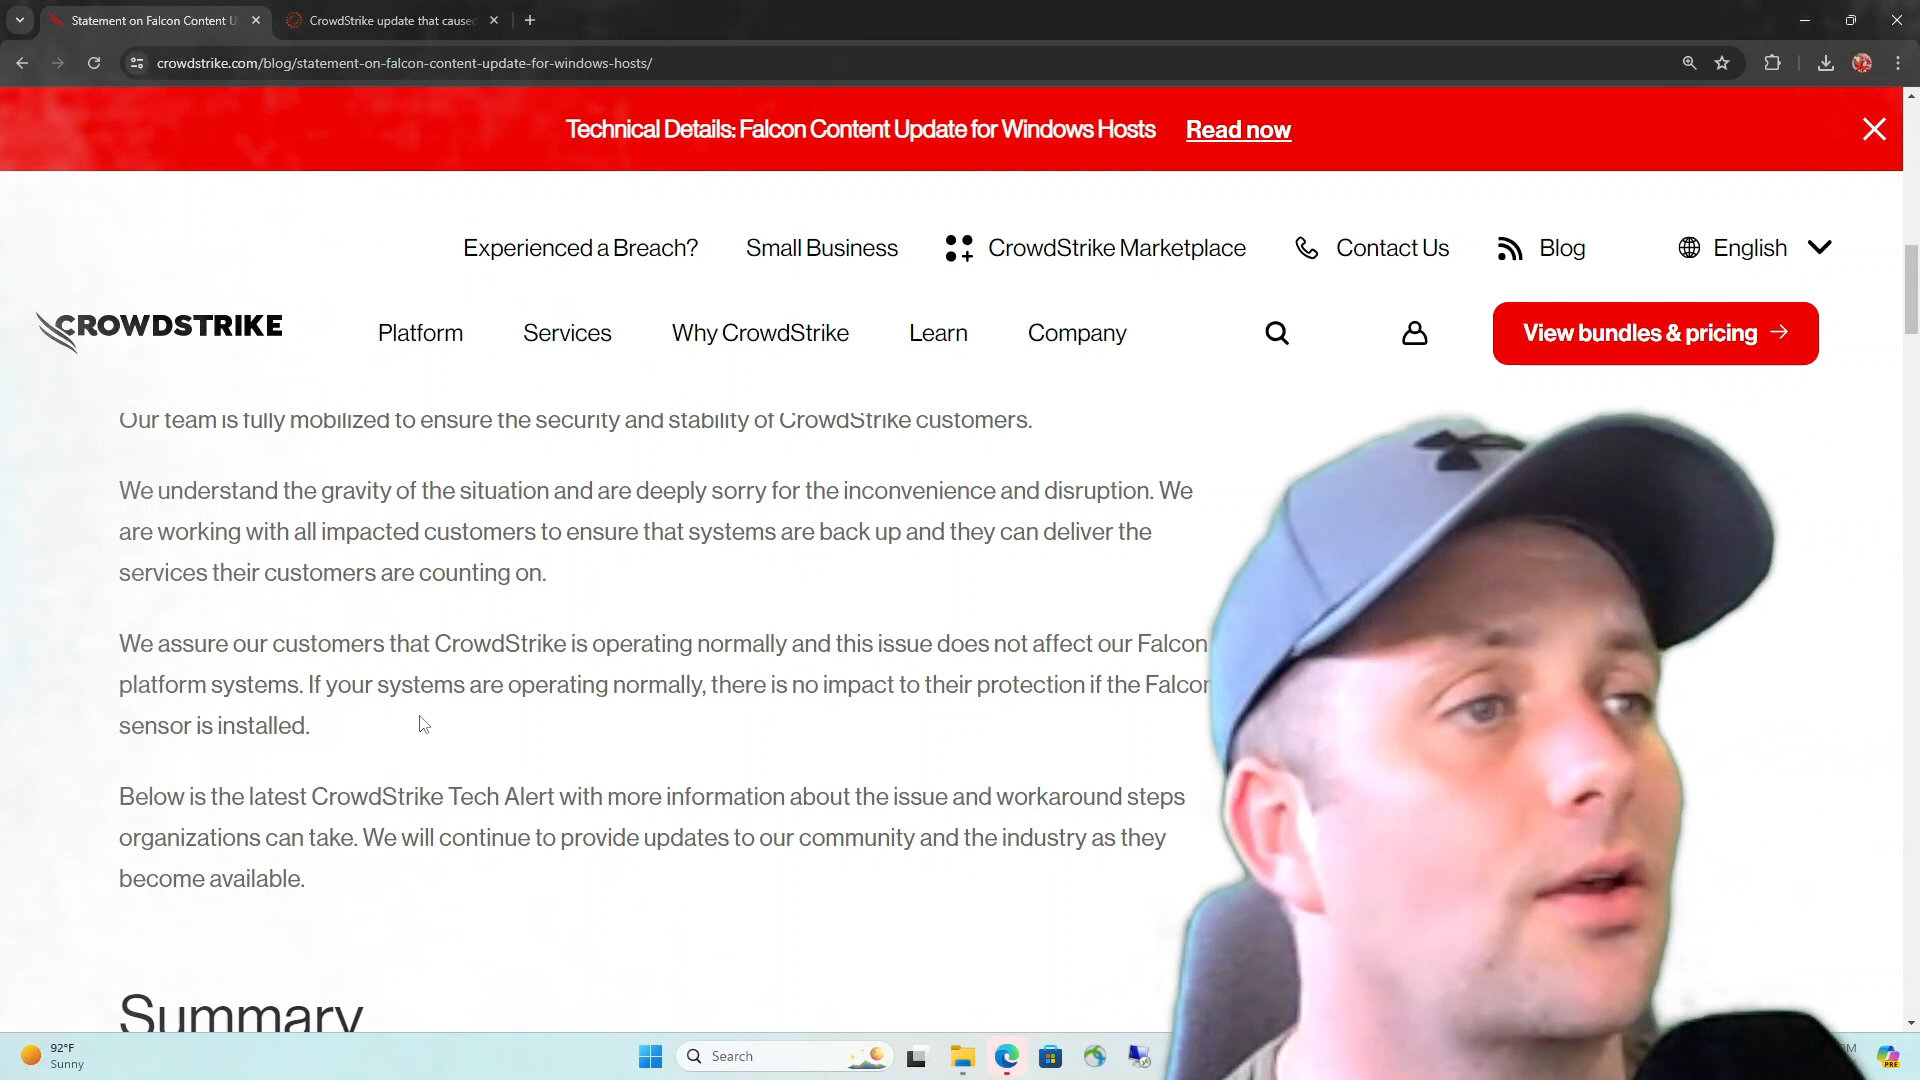 Statement on Falcon Content U
CrowdStrike update that cause
crowdstrike.com/blog/statement-on-falcon-content-update-for-windows-hosts/
Technical Details: Falcon Content Update for Windows Hosts Read now
Experienced a Breach? Small Business CrowdStrike Marketplace Contact Us Blog English
CROWDSTRIKE Platform Services Why CrowdStrike Learn Company View bundles & pricing →
Our team is fully mobilized to ensure the security and stability of CrowdStrike customers.
We understand the gravity of the situation and are deeply sorry for the inconvenience and disruption. We
are working with all impacted customers to ensure that systems are back up and they can deliver the
services their customers are counting on.
We assure our customers that CrowdStrike is operating normally and this issue does not affect our Falcon
platform systems. If your systems are operating normally, there is no impact to their protection if the Falcon
sensor is installed.
Below is the latest CrowdStrike Tech Alert with more information about the issue and workaround steps
organizations can take. We will continue to provide updates to our community and the industry as they
become available.
Summary
92°F
Sunny
Search
PRE